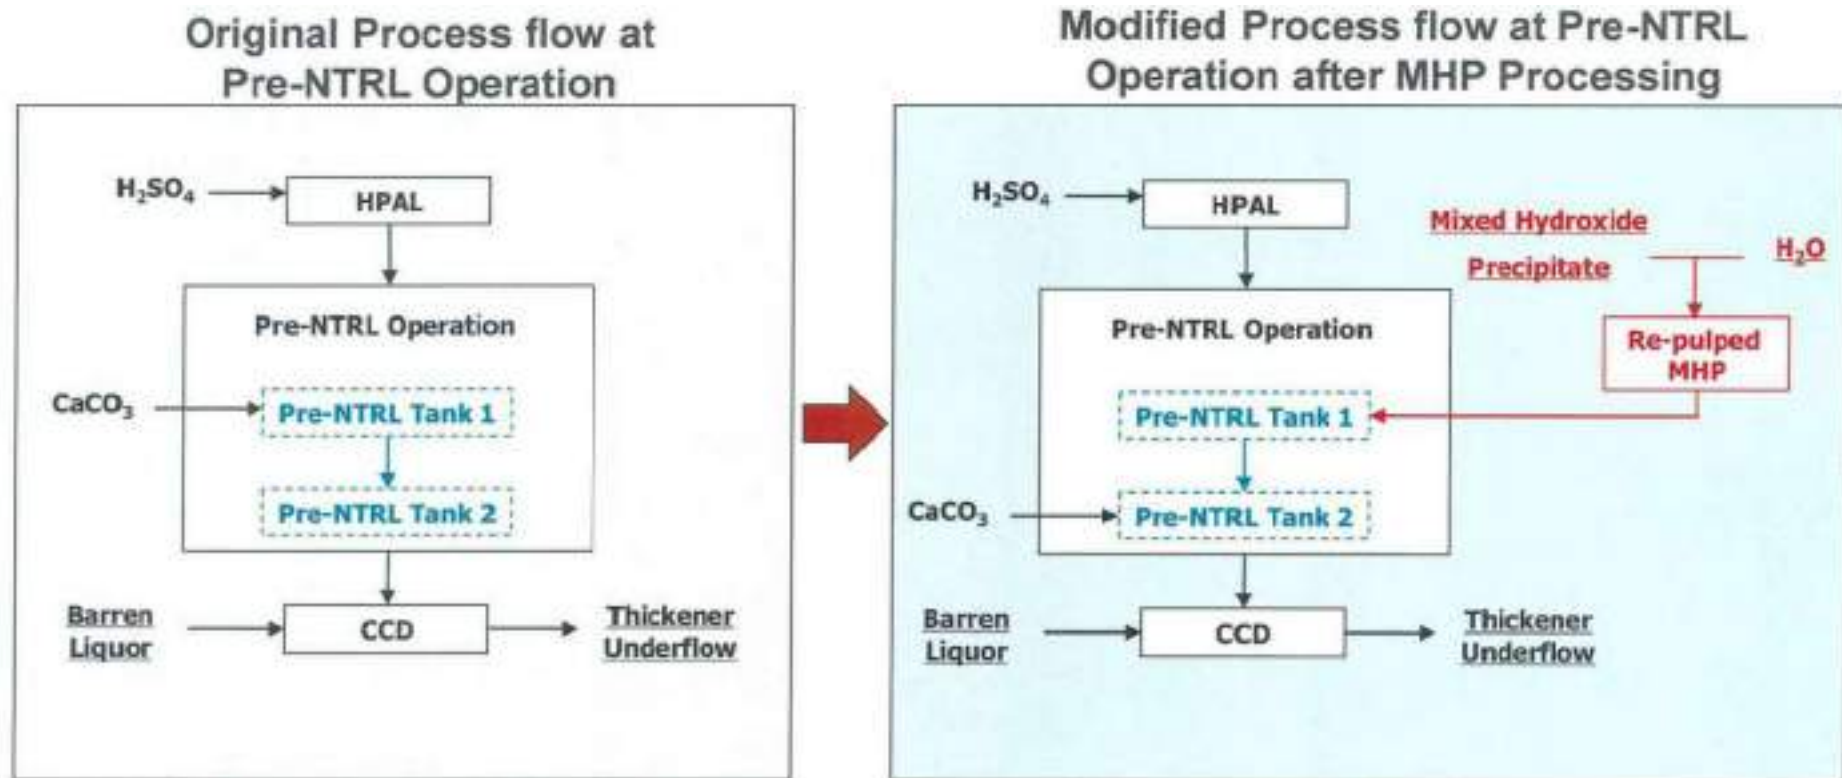 Original Process flow at
Pre-NTRL Operation
H₂SO₄
HPAL
Pre-NTRL Operation
CaCO₃
Pre-NTRL Tank 1
Pre-NTRL Tank 2
Barren
Liquor
CCD
Thickener
Underflow
Modified Process flow at Pre-NTRL
Operation after MHP Processing
H₂SO₄
HPAL
Mixed Hydroxide
Precipitate
H₂O
Pre-NTRL Operation
Re-pulped
MHP
Pre-NTRL Tank 1
CaCO₃
Pre-NTRL Tank 2
Barren
Liquor
CCD
Thickener
Underflow